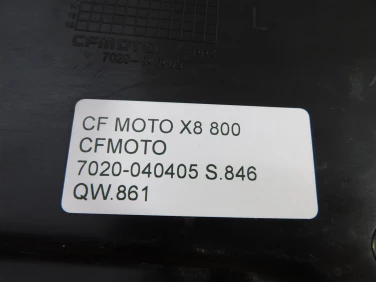 L
CFMOTO
CF MOTO X8 800
CFMOTO
7020-040405 S.846
QW.861